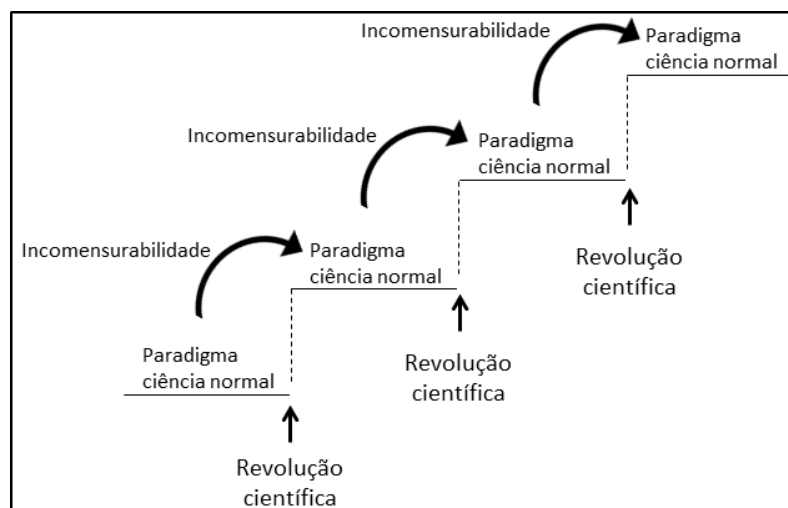 Incomensurabilidade
Paradigma
ciência normal
Incomensurabilidade
Paradigma
ciência normal
Revolução
científica
Incomensurabilidade
Paradigma
ciência normal
Revolução
científica
Paradigma
ciência normal
Revolução
científica